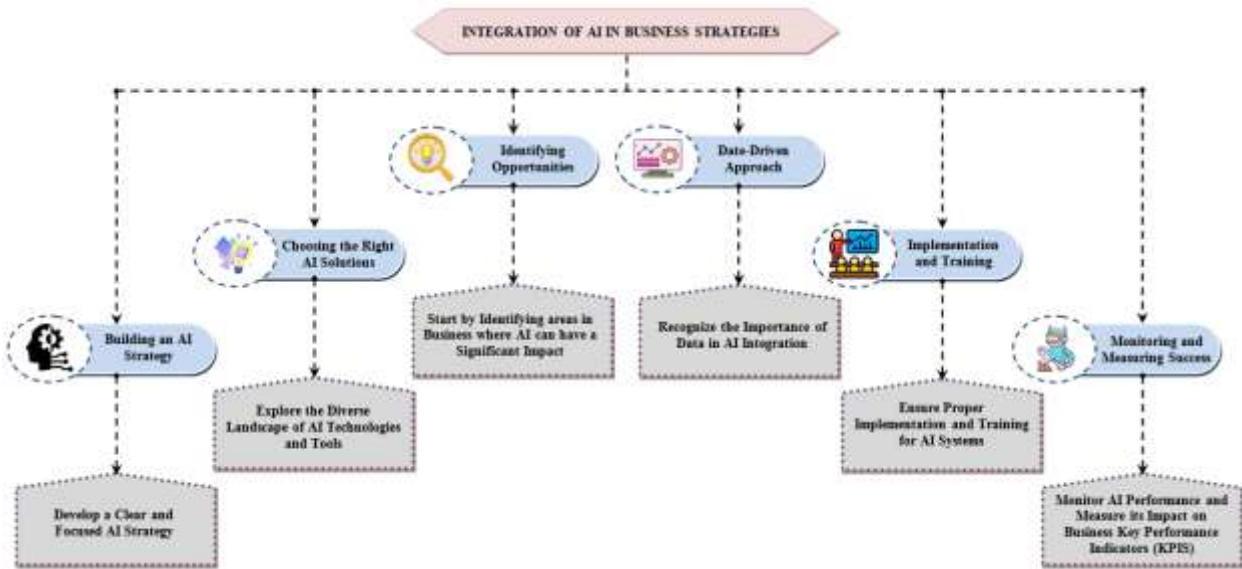 INTEGRATION OF AI IN BUSINESS STRATEGIES
Identifying
Opportunities
Data-Driven
Approach
Choosing the Right
AI Solutions
Implementation
and Training
Building an AI
Strategy
Monitoring and
Measuring Success
Start by Identifying areas in
Business where AI can have a
Significant Impact
Recognize the Importance of
Data in AI Integration
Explore the Diverse
Landscape of AI Technologies
and Tools
Ensure Proper
Implementation and Training
for AI Systems
Develop a Clear and
Focused AI Strategy
Monitor AI Performance and
Measure its Impact on
Business Key Performance
Indicators (KPIS)